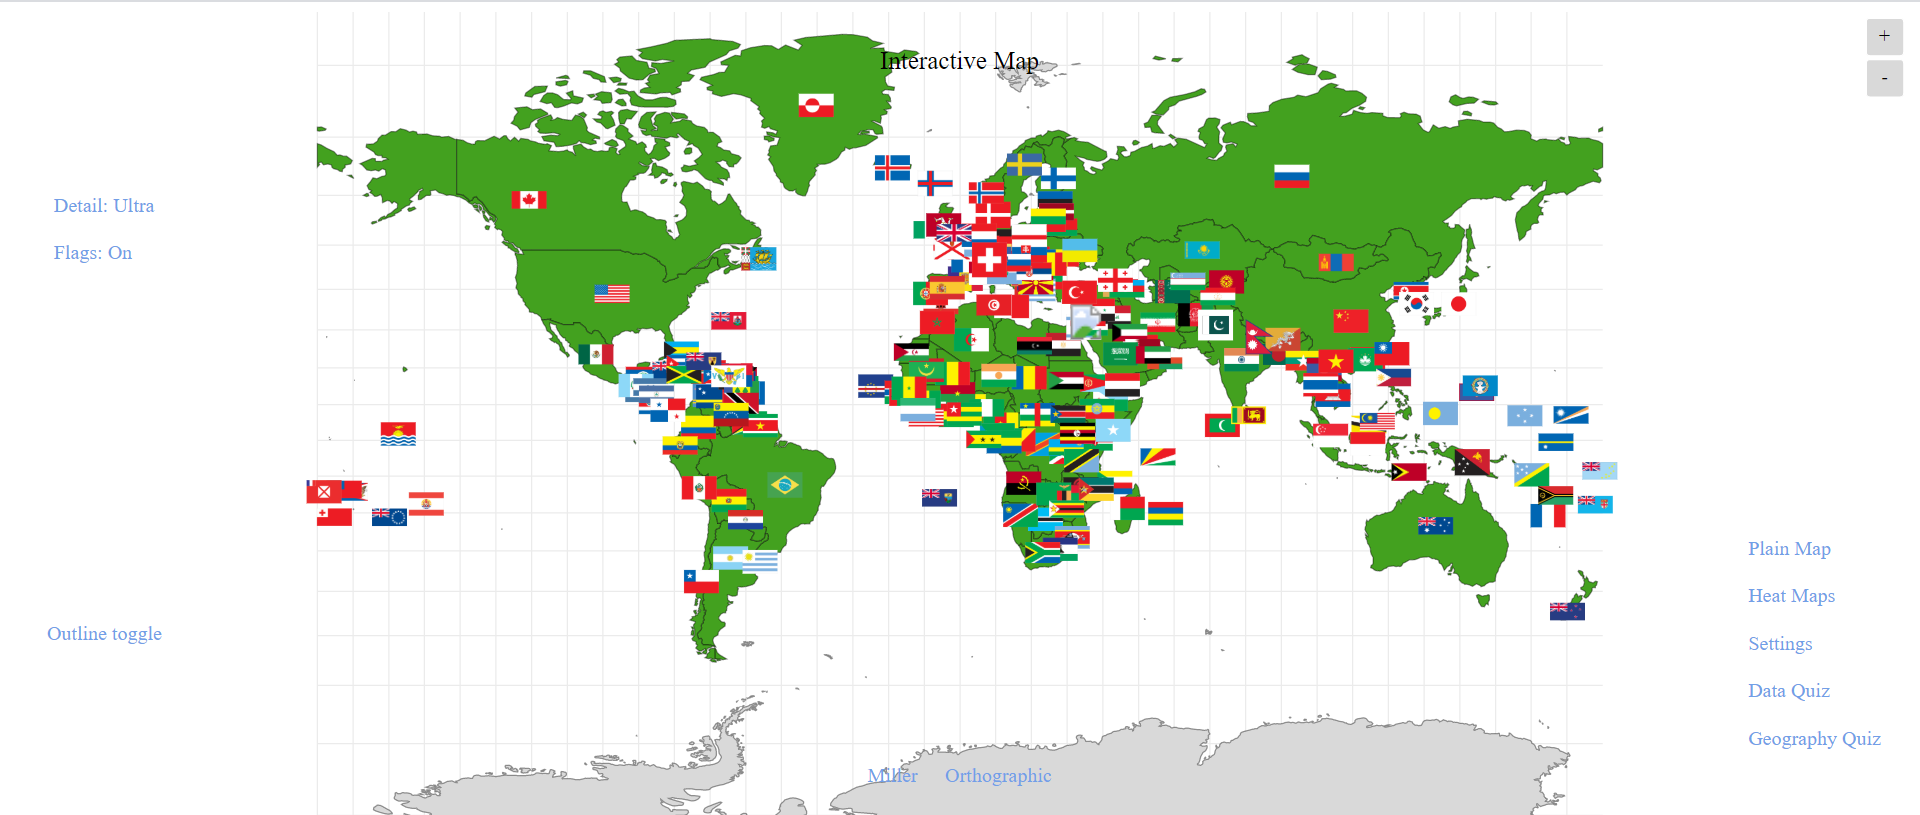 Interactive Map
+
-
Detail: Ultra
Flags: On
Outline toggle
Plain Map
Heat Maps
Settings
Data Quiz
Geography Quiz
Miller
Orthographic